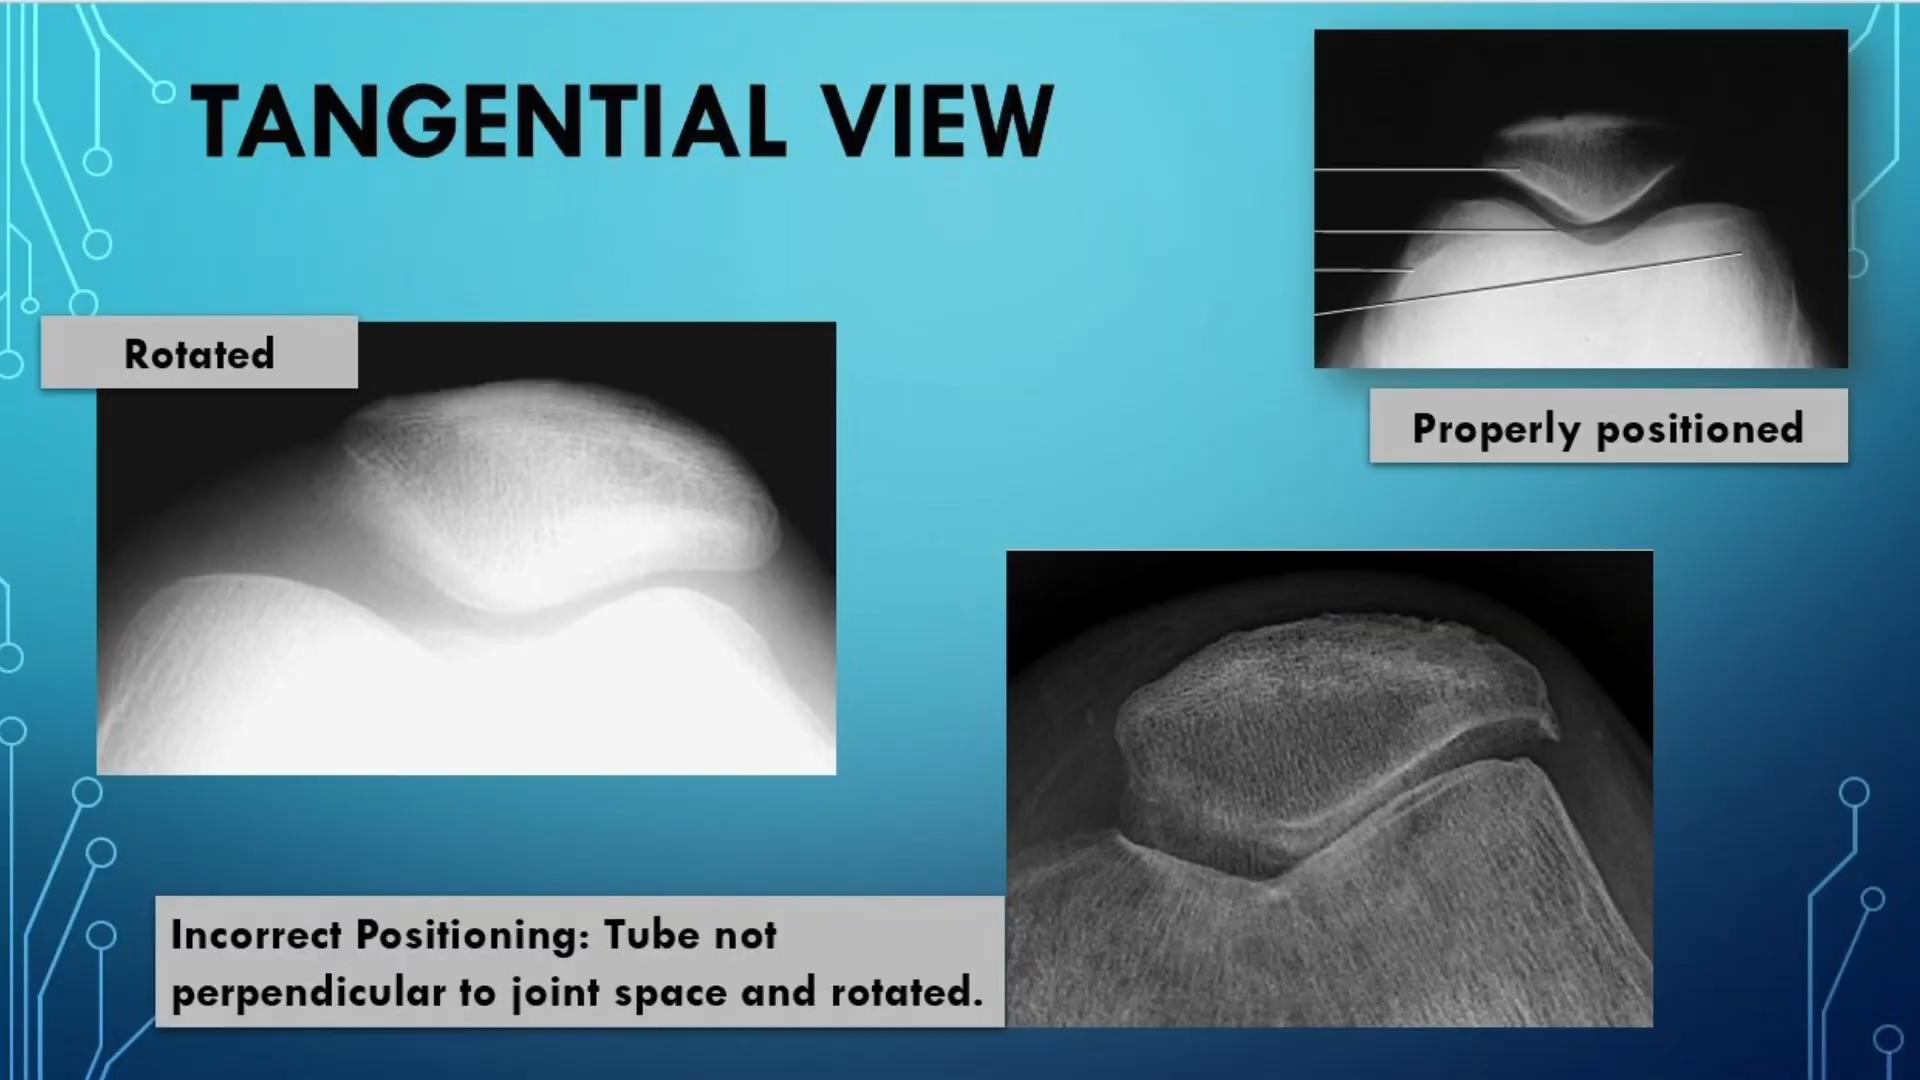 TANGENTIAL VIEW
Rotated
Properly positioned
Incorrect Positioning: Tube not
perpendicular to joint space and rotated.